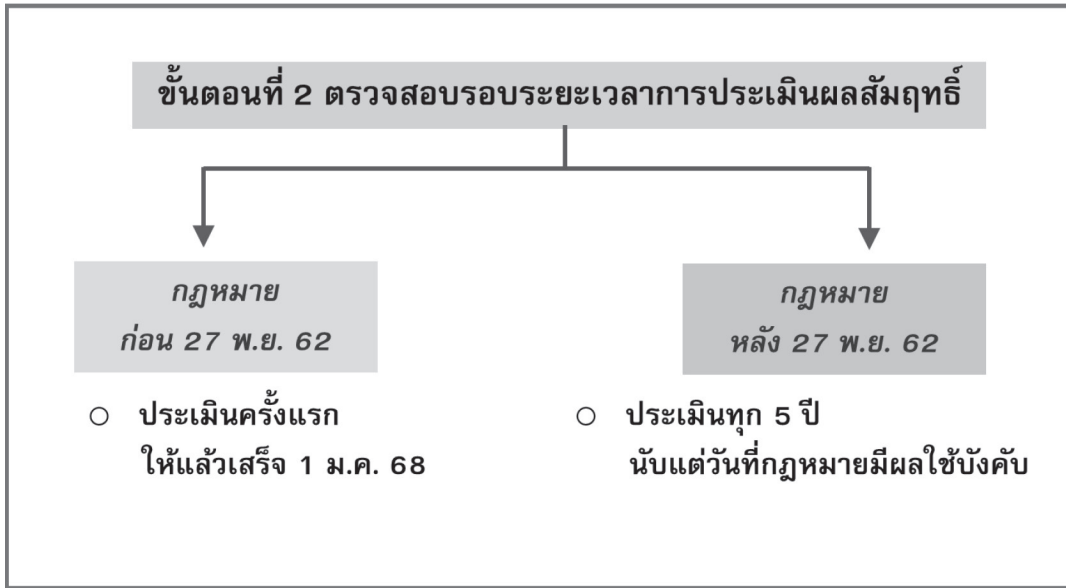 ขั้นตอนที่ 2 ตรวจสอบรอบระยะเวลาการประเมินผลสัมฤทธิ์
กฎหมาย
ก่อน 27 พ.ย. 62
○ ประเมินครั้งแรก
ให้แล้วเสร็จ 1 ม.ค. 68
กฎหมาย
หลัง 27 พ.ย. 62
○ ประเมินทุก 5 ปี
นับแต่วันที่กฎหมายมีผลใช้บังคับ